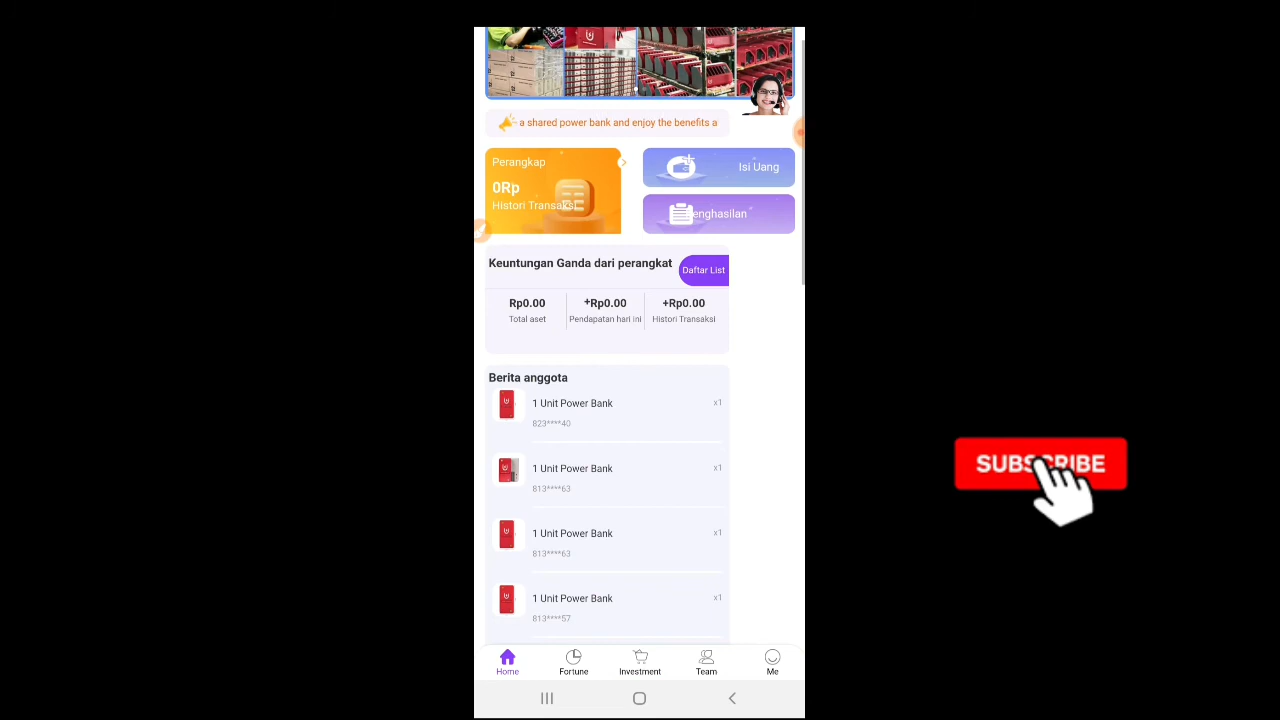 a shared power bank and enjoy the benefits a
Perangkap
0Rp
Histori Transaksi
Isi Uang
enghasilan
Keuntungan Ganda dari perangkat
Daftar List
Rp0.00
+Rp0.00
+Rp0.00
Total aset
Pendapatan hari ini
Histori Transaksi
Berita anggota
1 Unit Power Bank
x1
823****40
1 Unit Power Bank
x1
813****63
1 Unit Power Bank
x1
813****63
1 Unit Power Bank
x1
813****57
Home
Fortune
Investment
Team
Me
SUBSCRIBE